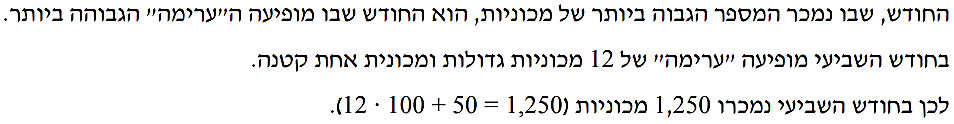 החודש, שבו נמכר המספר הגבוה ביותר של מכוניות, הוא החודש שבו מופיעה ה״ערימה״ הגבוהה ביותר.
בחודש השביעי מופיעה ״ערימה״ של 12 מכוניות גדולות ומכונית אחת קטנה.
לכן בחודש השביעי נמכרו 1,250 מכוניות (12 · 100 + 50 = 1,250).